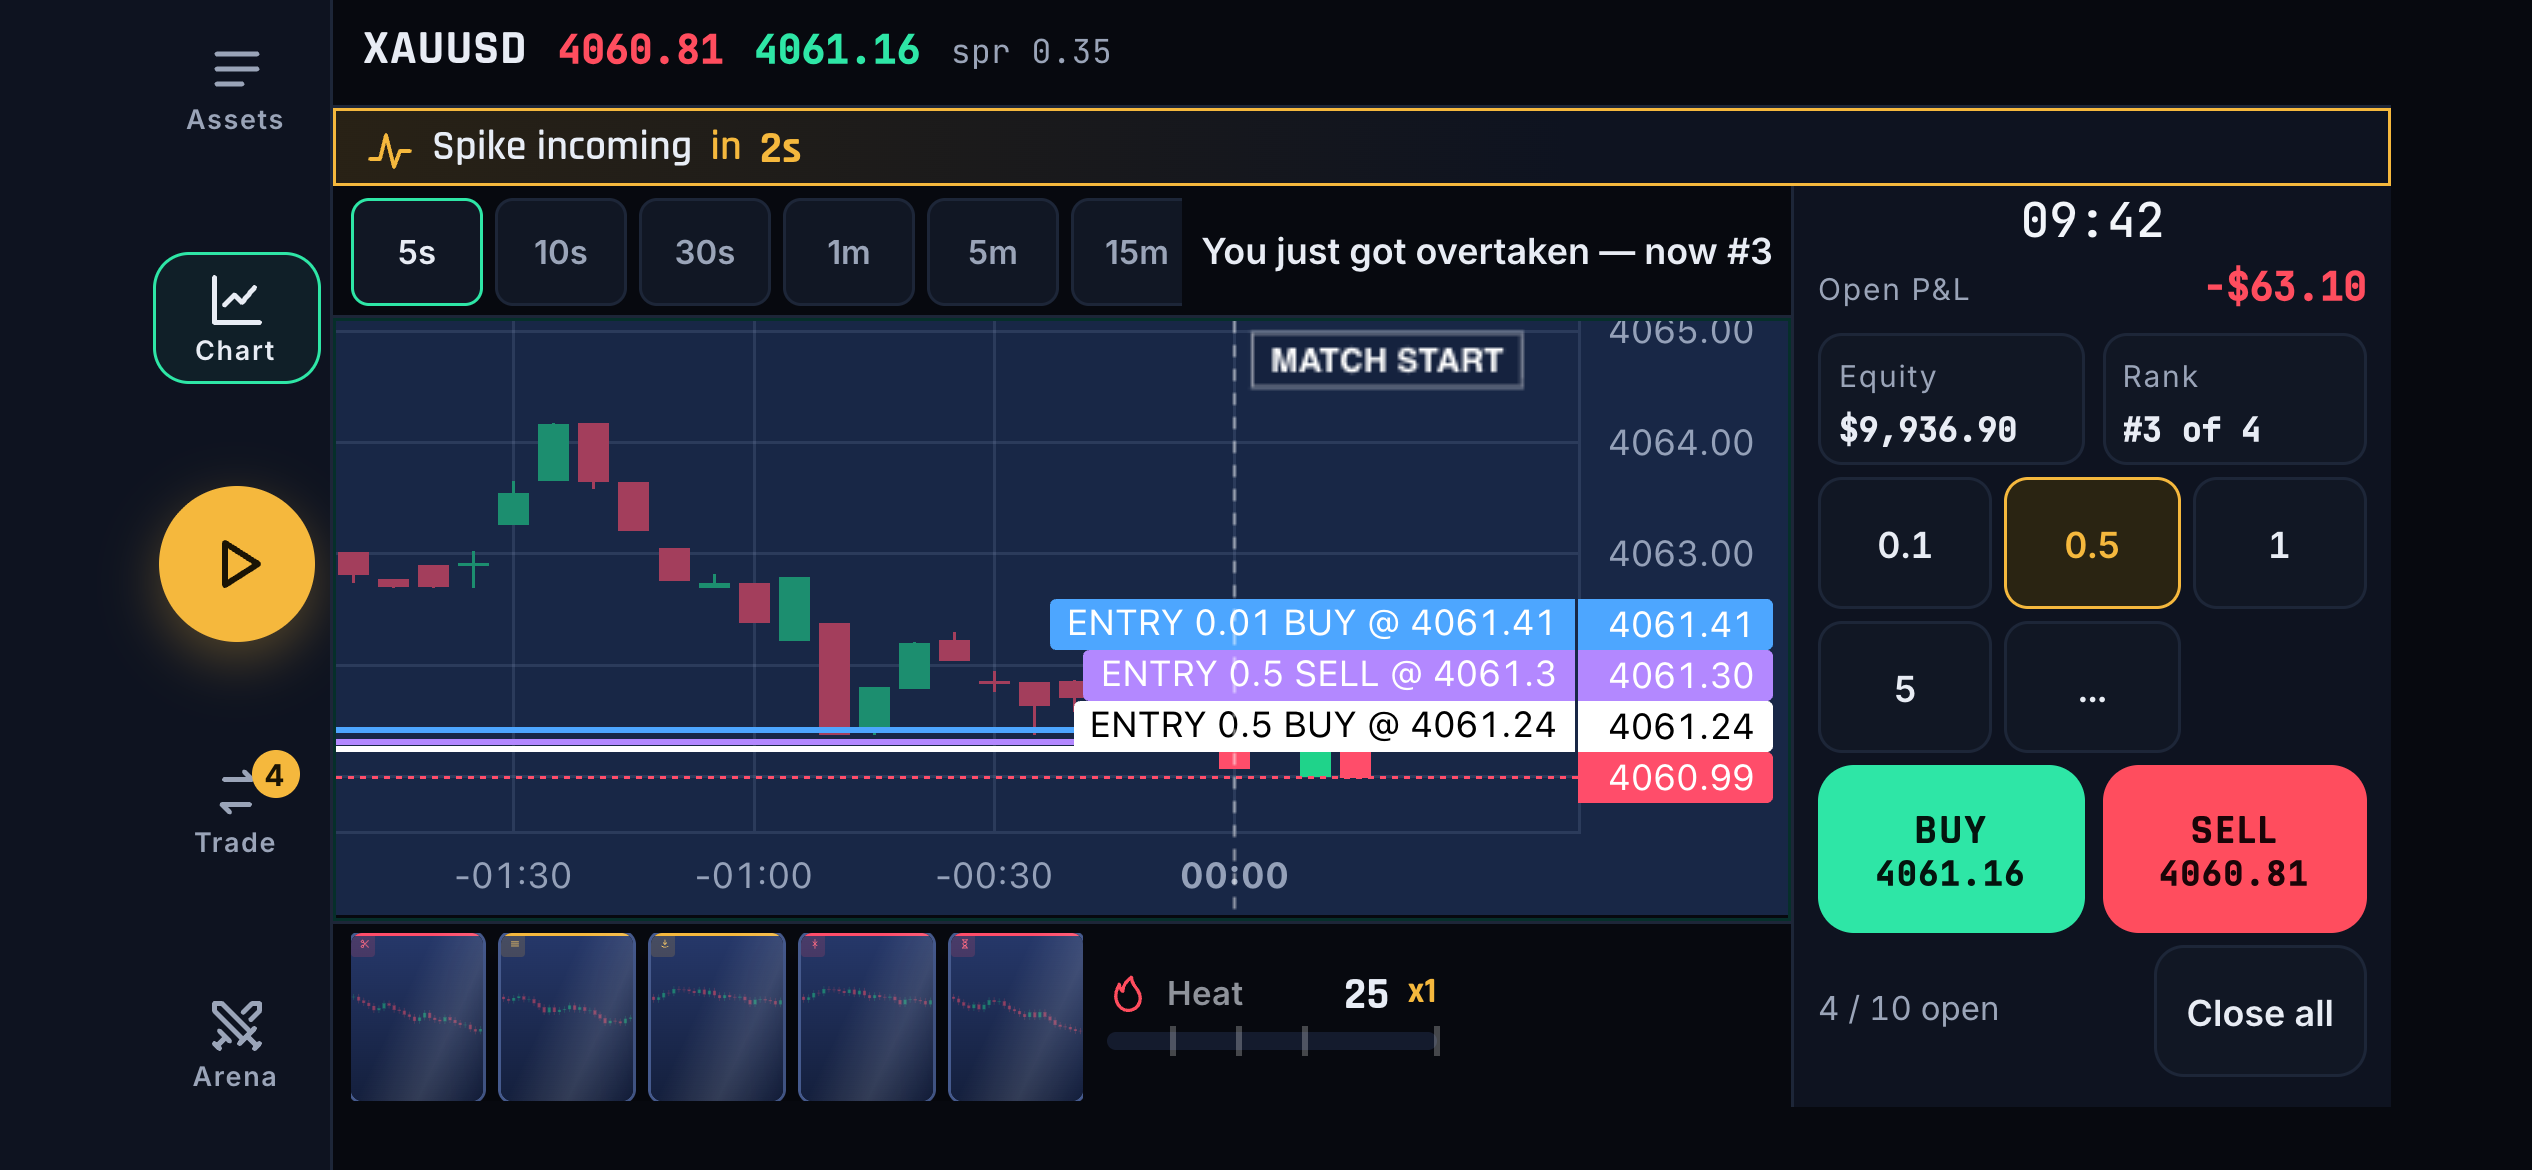 XAUUSD 4060.81 4061.16 spr 0.35
Assets
Spike incoming in 2s
5s 10s 30s 1m 5m 15m You just got overtaken — now #3
09:42
Open P&L -$63.10
Chart
4065.00
MATCH START
4064.00
4063.00
ENTRY 0.01 BUY @ 4061.41 4061.41
ENTRY 0.5 SELL @ 4061.3 4061.30
ENTRY 0.5 BUY @ 4061.24 4061.24
4060.99
-01:30 -01:00 -00:30 00:00
Equity
$9,936.90
Rank
#3 of 4
0.1 0.5 1
5 ...
BUY
4061.16
SELL
4060.81
4
Trade
Arena
Heat 25 x1
4 / 10 open
Close all